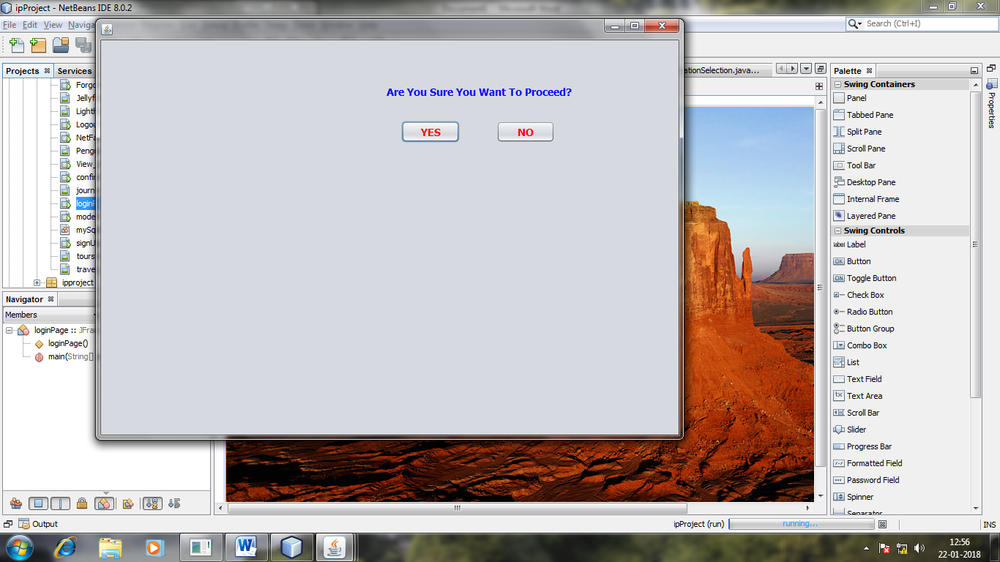 ipProject - NetBeans IDE 8.0.2
File Edit View
Search (Ctrl+I)
Projects
Services
ationSelection.java...
Palette
Swing Containers
Panel
Tabbed Pane
Split Pane
Scroll Pane
Tool Bar
Desktop Pane
Internal Frame
Layered Pane
Swing Controls
Label
Button
Toggle Button
Check Box
Radio Button
Button Group
Combo Box
List
Text Field
Text Area
Scroll Bar
Slider
Progress Bar
Formatted Field
Password Field
Spinner
Separator
Properties
Forgo
Jellyf
Lighth
Logou
NetFa
Pengu
View_
confir
journ
loginP
mode
mySq
signU
tours
trave
ipproject
Are You Sure You Want To Proceed?
YES NO
Navigator
Members
loginPage :: JFra
loginPage()
main(String[]
Output
ipProject (run) running... INS
12:56
22-01-2018